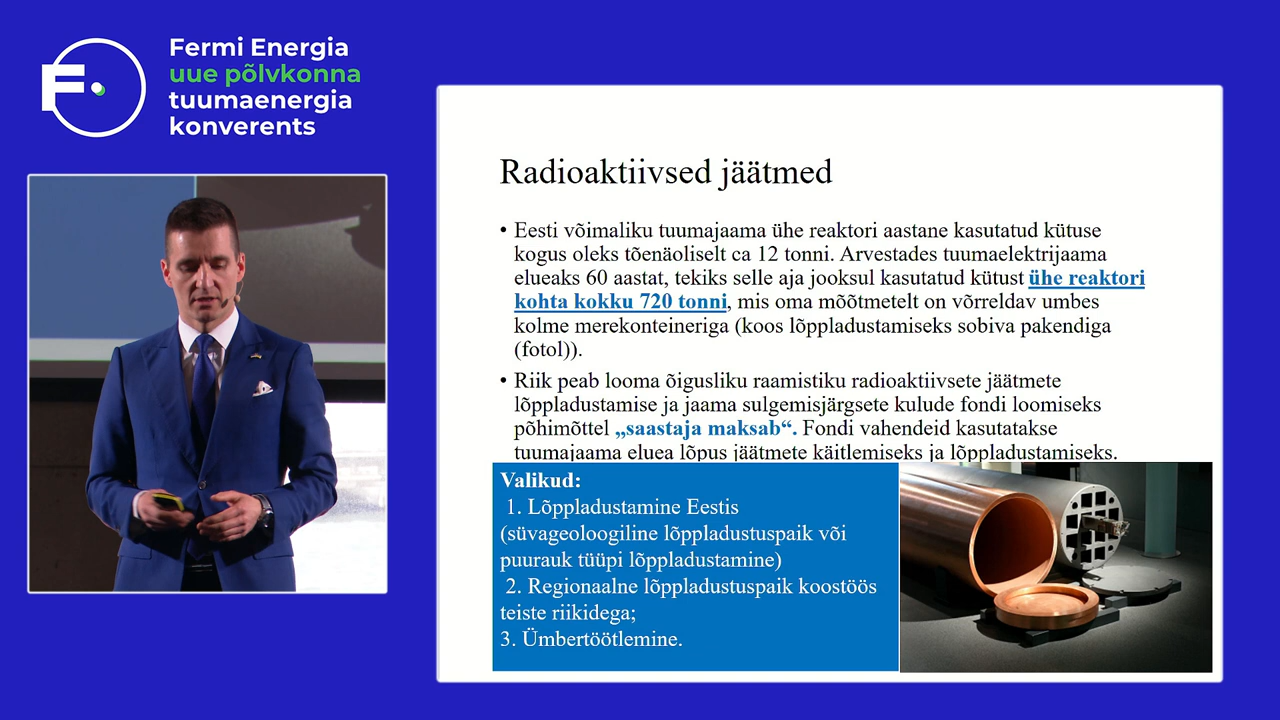 Fermi Energia
uue põlvkonna
tuumaenergia
konverents
Radioaktiivsed jäätmed
• Eesti võimaliku tuumajaama ühe reaktori aastane kasutatud kütuse
kogus oleks tõenäoliselt ca 12 tonni. Arvestades tuumaelektrijaama
elueaks 60 aastat, tekiks selle aja jooksul kasutatud kütust ühe reaktori
kohta kokku 720 tonni, mis oma mõõtmetelt on võrreldav umbes
kolme merekonteineriga (koos lõppladustamiseks sobiva pakendiga
(fotol)).
• Riik peab looma õigusliku raamistiku radioaktiivsete jäätmete
lõppladustamise ja jaama sulgemisjärgsete kulude fondi loomiseks
põhimõttel „saastaja maksab“. Fondi vahendeid kasutatakse
tuumajaama eluea lõpus jäätmete käitlemiseks ja lõppladustamiseks.
Valikud:
1. Lõppladustamine Eestis
(süvageoloogiline lõppladustuspaik või
puurauk tüüpi lõppladustamine)
2. Regionaalne lõppladustuspaik koostöös
teiste riikidega;
3. Ümbertöötlemine.